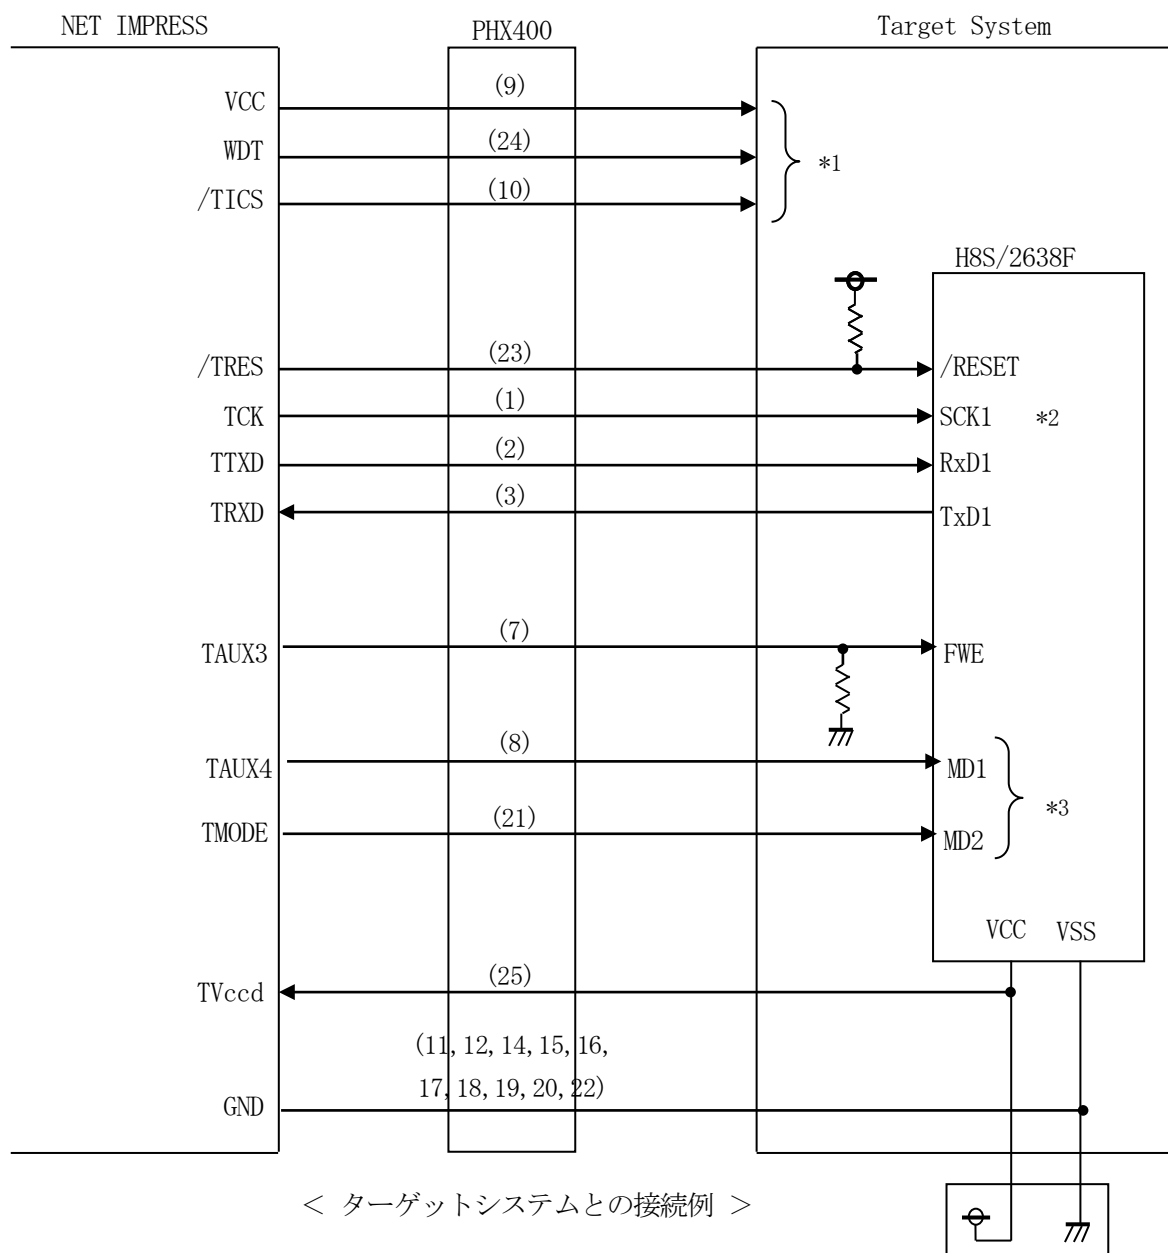 NET IMPRESS
PHX400
Target System
VCC
(9)
WDT
(24)
*1
/TICS
(10)
H8S/2638F
/TRES
(23)
/RESET
TCK
(1)
SCK1
*2
TTXD
(2)
RxD1
TRXD
(3)
TxD1
TAUX3
(7)
FWE
TAUX4
(8)
MD1
*3
TMODE
(21)
MD2
VCC
VSS
TVccd
(25)
(11,12,14,15,16,
17,18,19,20,22)
GND
< ターゲットシステムとの接続例 >